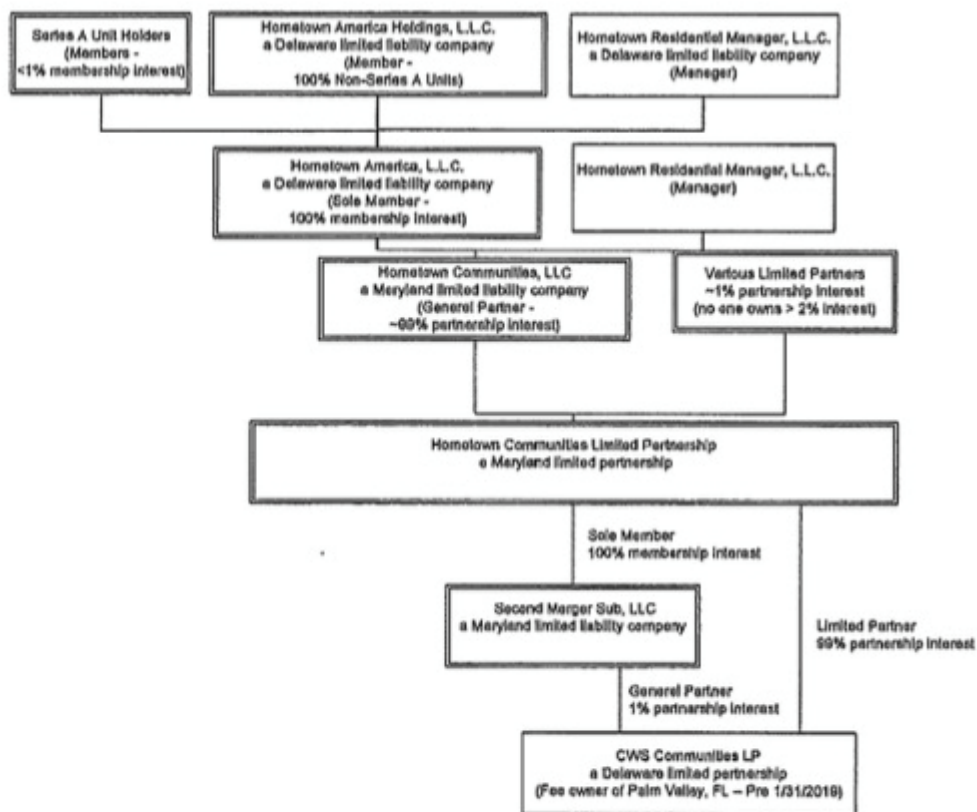 Series A Unit Holders
(Members -
<1% membership interest)
Hometown America Holdings, L.L.C.
a Delaware limited liability company
(Member -
100% Non-Series A Units)
Hometown Residential Manager, L.L.C.
a Delaware limited liability company
(Manager)
Hometown America, L.L.C.
a Delaware limited liability company
(Sole Member -
100% membership interest)
Hometown Residential Manager, L.L.C.
(Manager)
Hometown Communities, LLC
a Maryland limited liability company
(General Partner -
~99% partnership interest)
Various Limited Partners
~1% partnership interest
(no one owns > 2% interest)
Hometown Communities Limited Partnership
a Maryland limited partnership
Sole Member
100% membership interest
Second Merger Sub, LLC
a Maryland limited liability company
Limited Partner
99% partnership interest
General Partner
1% partnership interest
CWS Communities LP
a Delaware limited partnership
(Fee owner of Palm Valley, FL – Pre 1/31/2019)